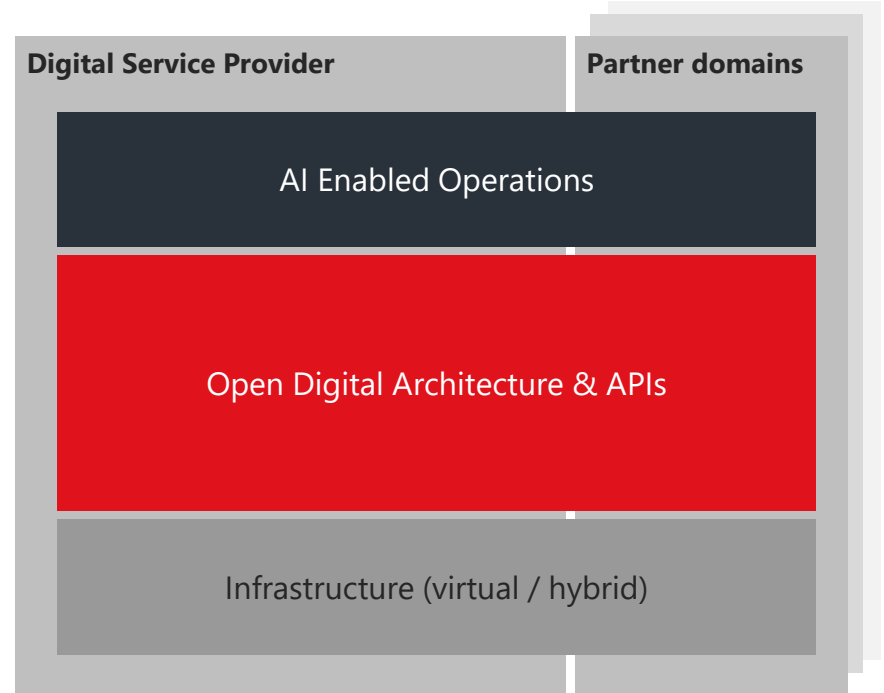 Digital Service Provider
Partner domains
AI Enabled Operations
Open Digital Architecture & APIs
Infrastructure (virtual / hybrid)